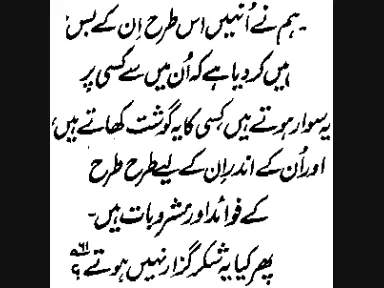 ۔ ہم نے اُنہیں اس طرح اِن کے بس
میں کر دیا ہے کہ اُن میں سے کسی پر
یہ سوار ہوتے ہیں، کسی کا یہ گوشت کھاتے ہیں،
اور اُن کے اندر اِن کے لیے طرح طرح
کے فوائد اور مشروبات ہیں۔
پھر کیا یہ شکر گزار نہیں ہوتے؟